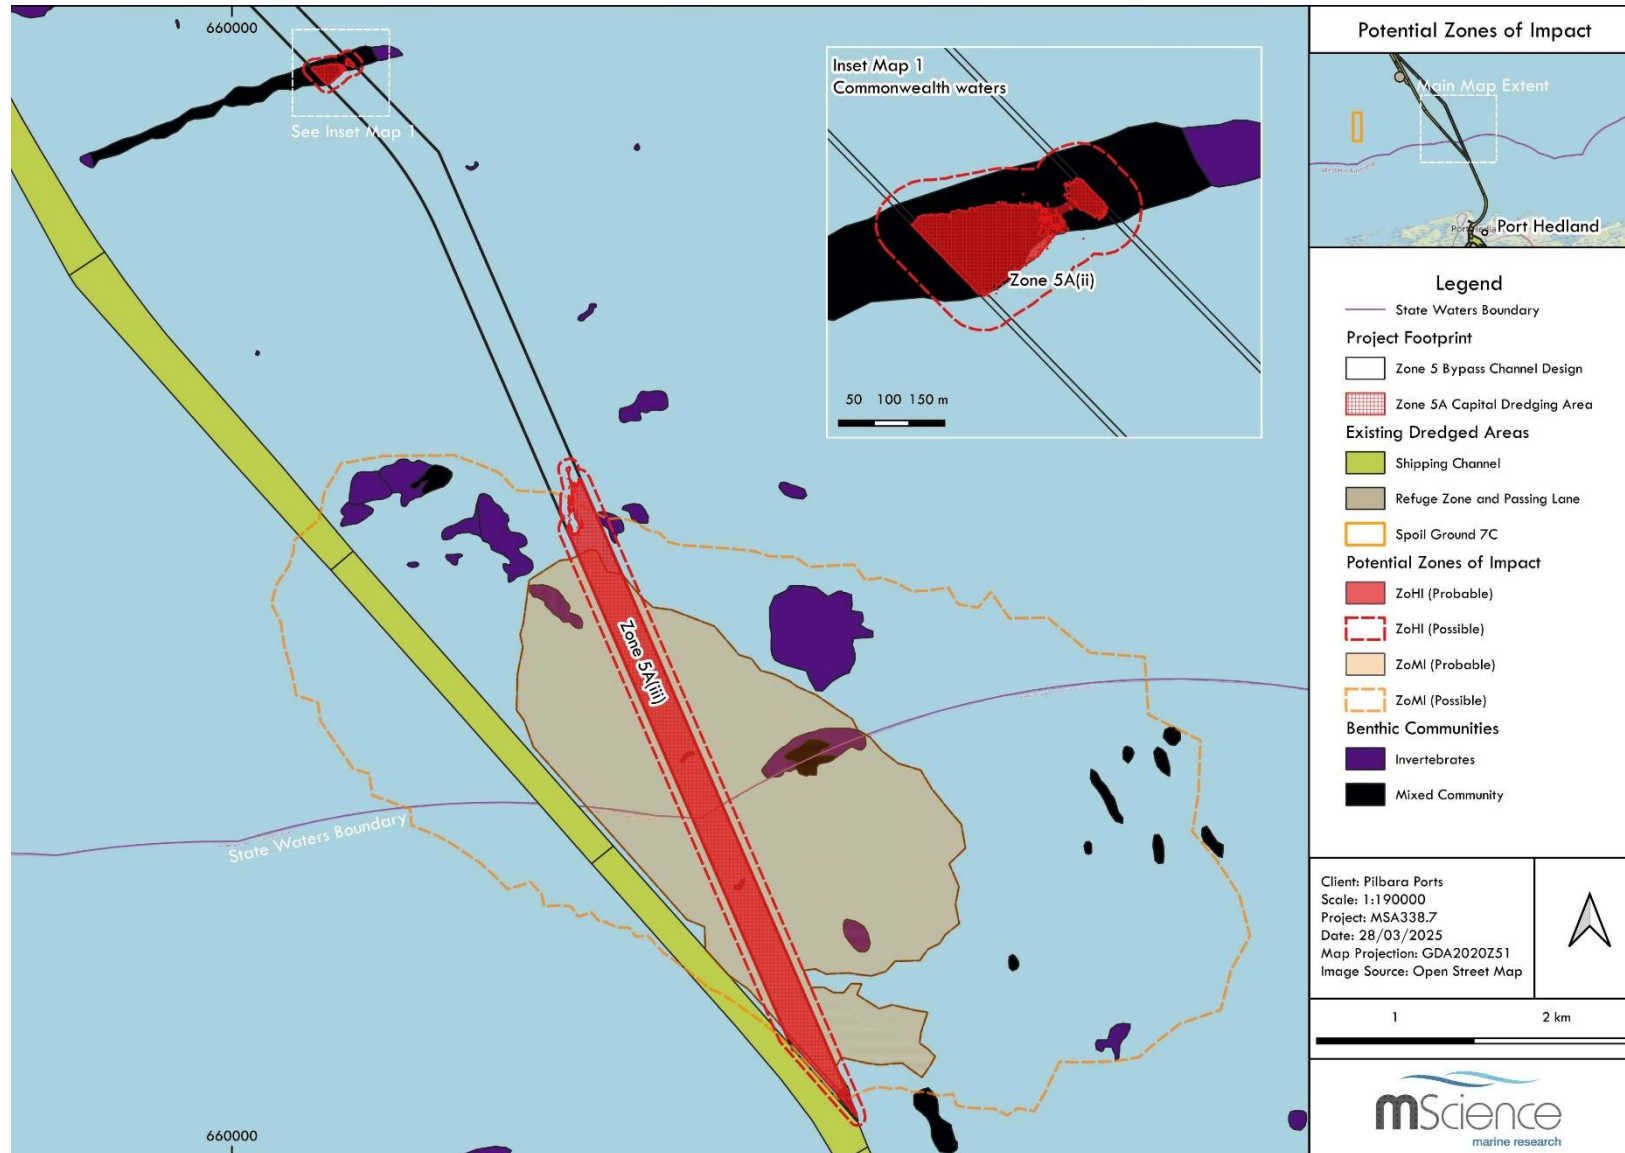 660000
See Inset Map 1
Inset Map 1
Commonwealth waters
Zone 5A(ii)
50 100 150 m
Zone 5A(iii)
State Waters Boundary
660000
Potential Zones of Impact
Main Map Extent
Port Hedland
Legend
State Waters Boundary
Project Footprint
Zone 5 Bypass Channel Design
Zone 5A Capital Dredging Area
Existing Dredged Areas
Shipping Channel
Refuge Zone and Passing Lane
Spoil Ground 7C
Potential Zones of Impact
ZoHI (Probable)
ZoHI (Possible)
ZoMI (Probable)
ZoMI (Possible)
Benthic Communities
Invertebrates
Mixed Community
Client: Pilbara Ports
Scale: 1:190000
Project: MSA338.7
Date: 28/03/2025
Map Projection: GDA2020Z51
Image Source: Open Street Map
1 2 km
mScience
marine research